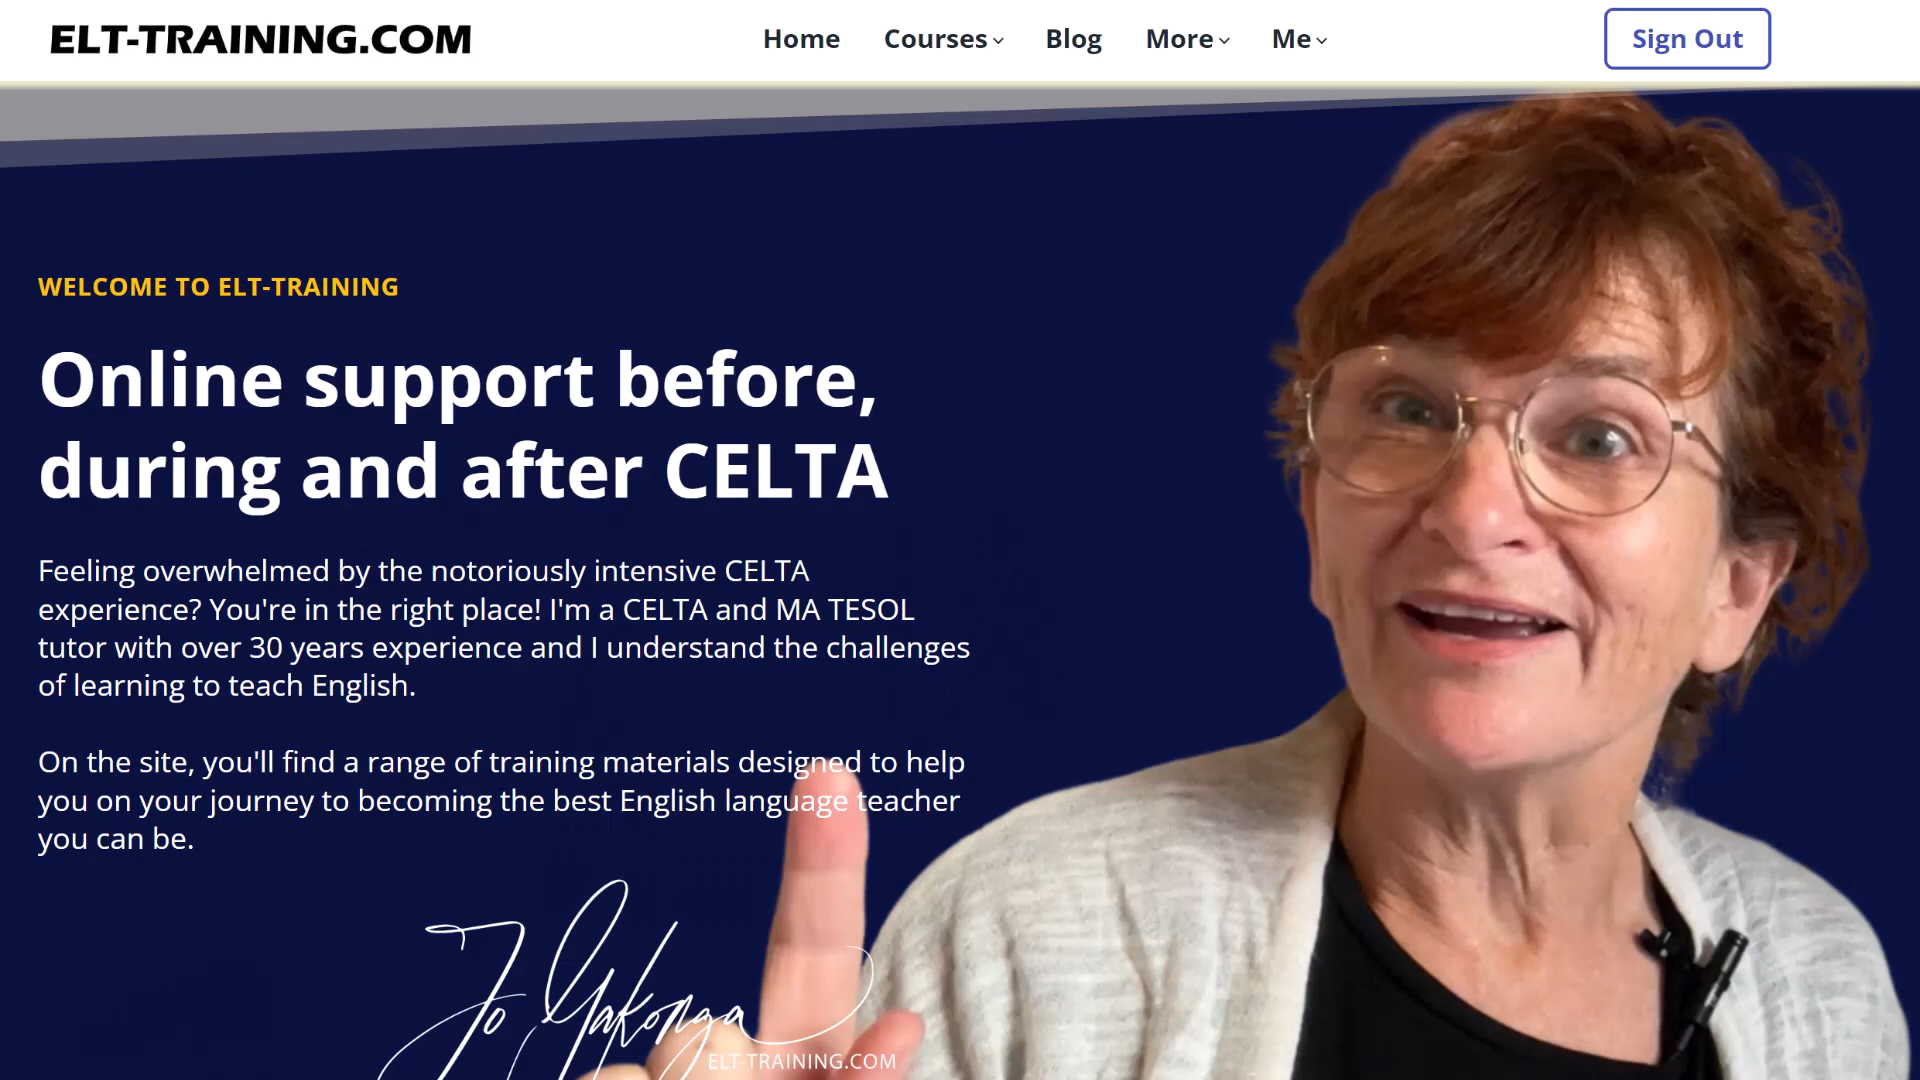 ELT-TRAINING.COM
Home Courses Blog More Me Sign Out
WELCOME TO ELT-TRAINING
Online support before,
during and after CELTA
Feeling overwhelmed by the notoriously intensive CELTA
experience? You're in the right place! I'm a CELTA and MA TESOL
tutor with over 30 years experience and I understand the challenges
of learning to teach English.
On the site, you'll find a range of training materials designed to help
you on your journey to becoming the best English language teacher
you can be.
Jo Gakonga
ELT-TRAINING.COM